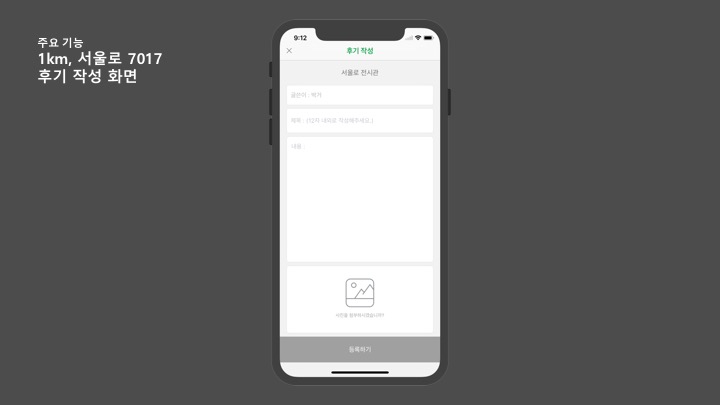 주요 기능
1km, 서울로 7017
후기 작성 화면
9:12
후기 작성
서울로 전시관
글쓴이 :
제목 : (12자 내외로 작성해주세요.)
내용 :
사진을 첨부하시겠습니까?
등록하기